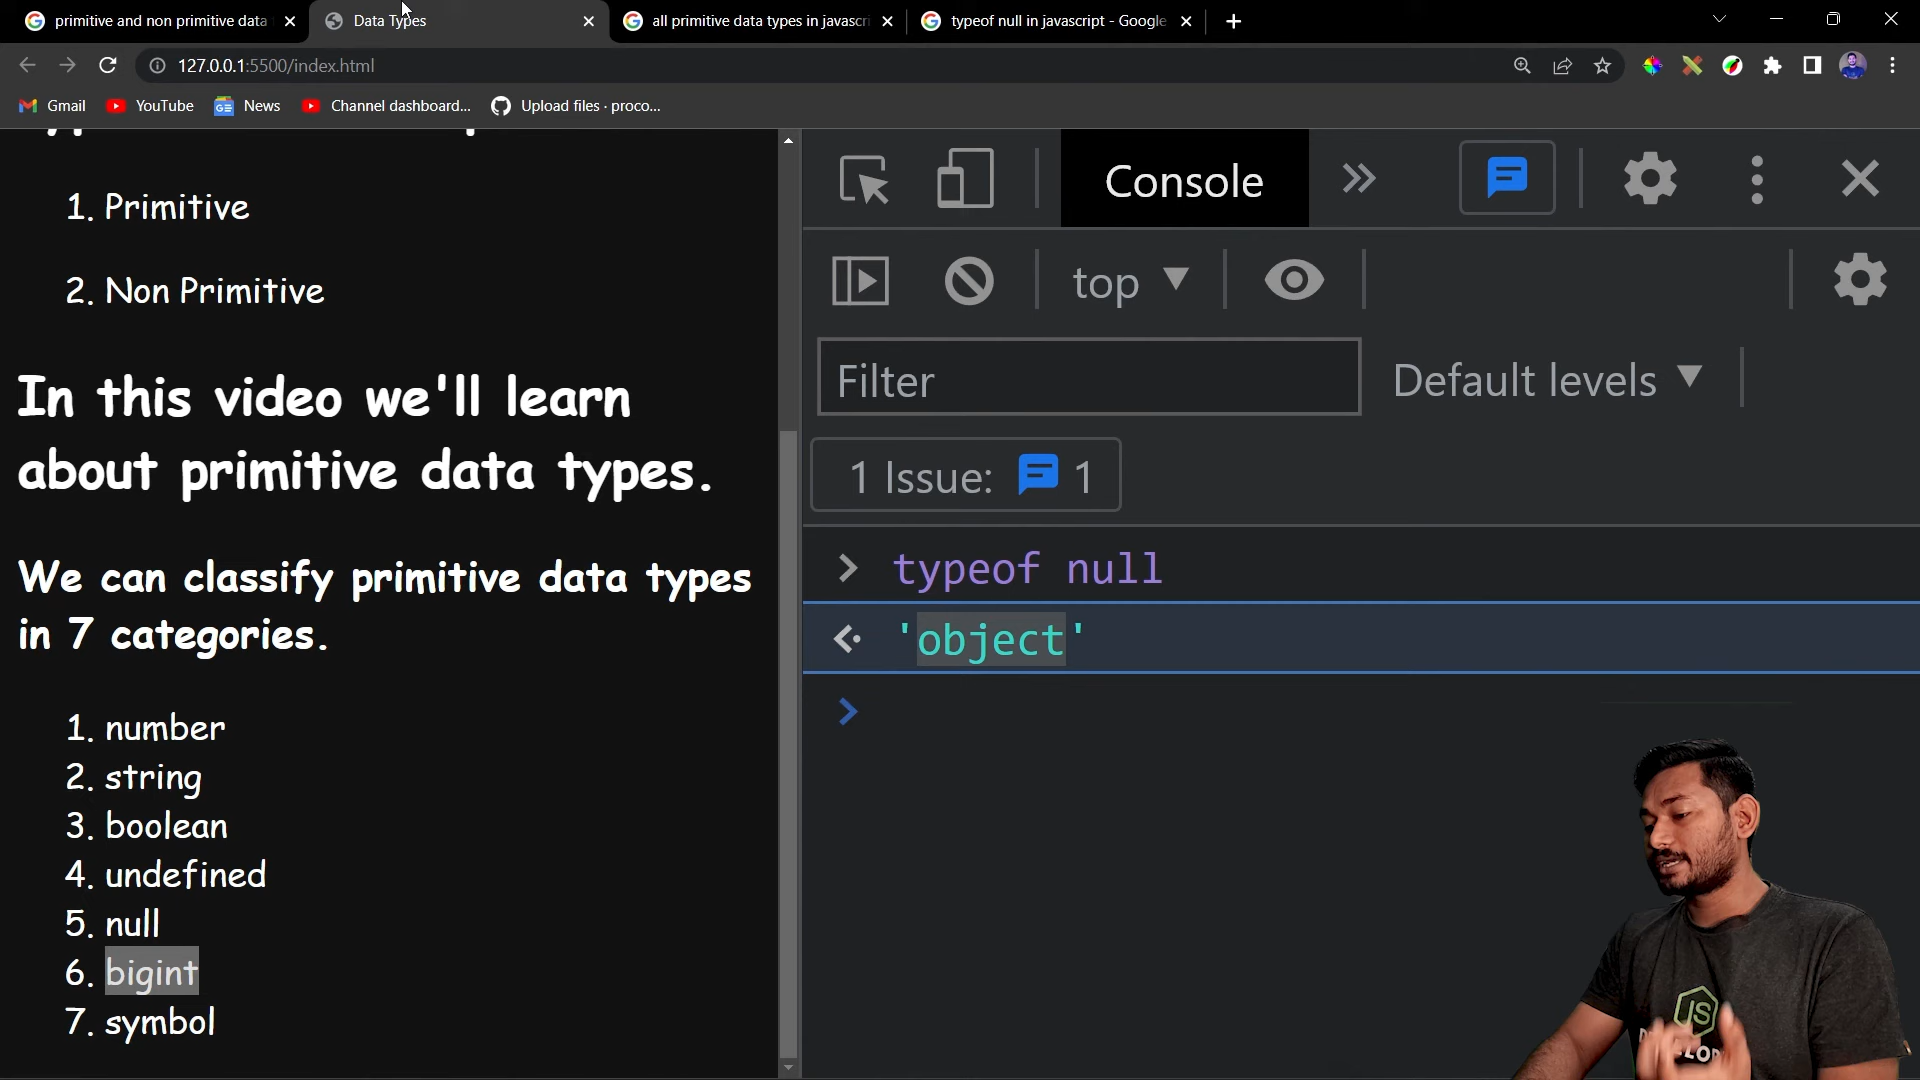 primitive and non primitive data
Data Types
all primitive data types in javascri
typeof null in javascript - Google
127.0.0.1:5500/index.html
Gmail
YouTube
News
Channel dashboard...
Upload files · proco...
1. Primitive
2. Non Primitive
In this video we'll learn
about primitive data types.
We can classify primitive data types
in 7 categories.
1. number
2. string
3. boolean
4. undefined
5. null
6. bigint
7. symbol
Console
top
Filter
Default levels
1 Issue: 1
typeof null
'object'
JS